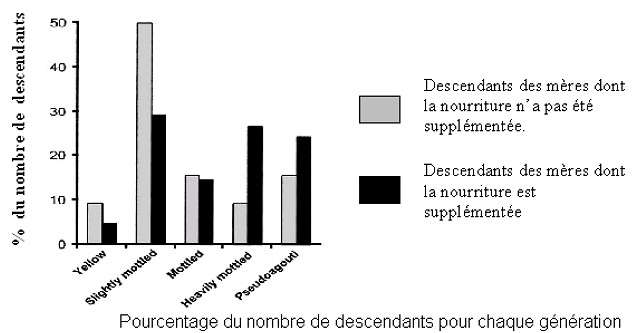 % du nombre de descendants
50
40
30
20
10
0
Yellow
Slightly mottled
Mottled
Heavily mottled
Pseudoagouti
Descendants des mères dont
la nourriture n'a pas été
supplémentée.
Descendants des mères dont
la nourriture est
supplémentée
Pourcentage du nombre de descendants pour chaque génération